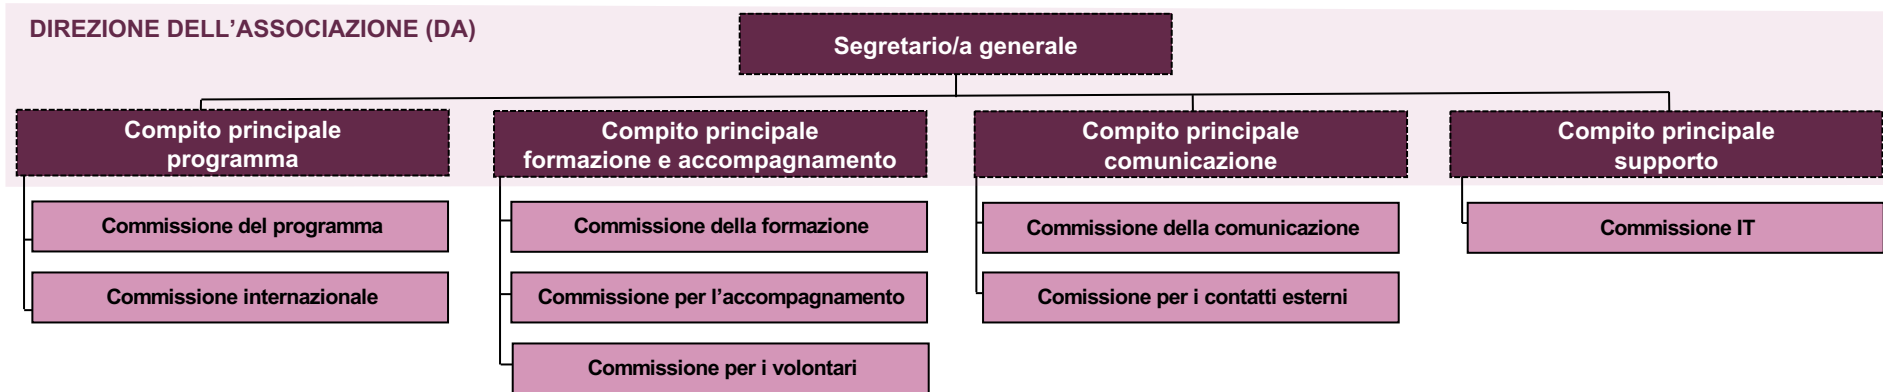 DIREZIONE DELL’ASSOCIAZIONE (DA)
Segretario/a generale
Compito principale
programma
Compito principale
formazione e accompagnamento
Compito principale
comunicazione
Compito principale
supporto
Commissione del programma
Commissione della formazione
Commissione della comunicazione
Commissione IT
Commissione internazionale
Commissione per l’accompagnamento
Comissione per i contatti esterni
Commissione per i volontari